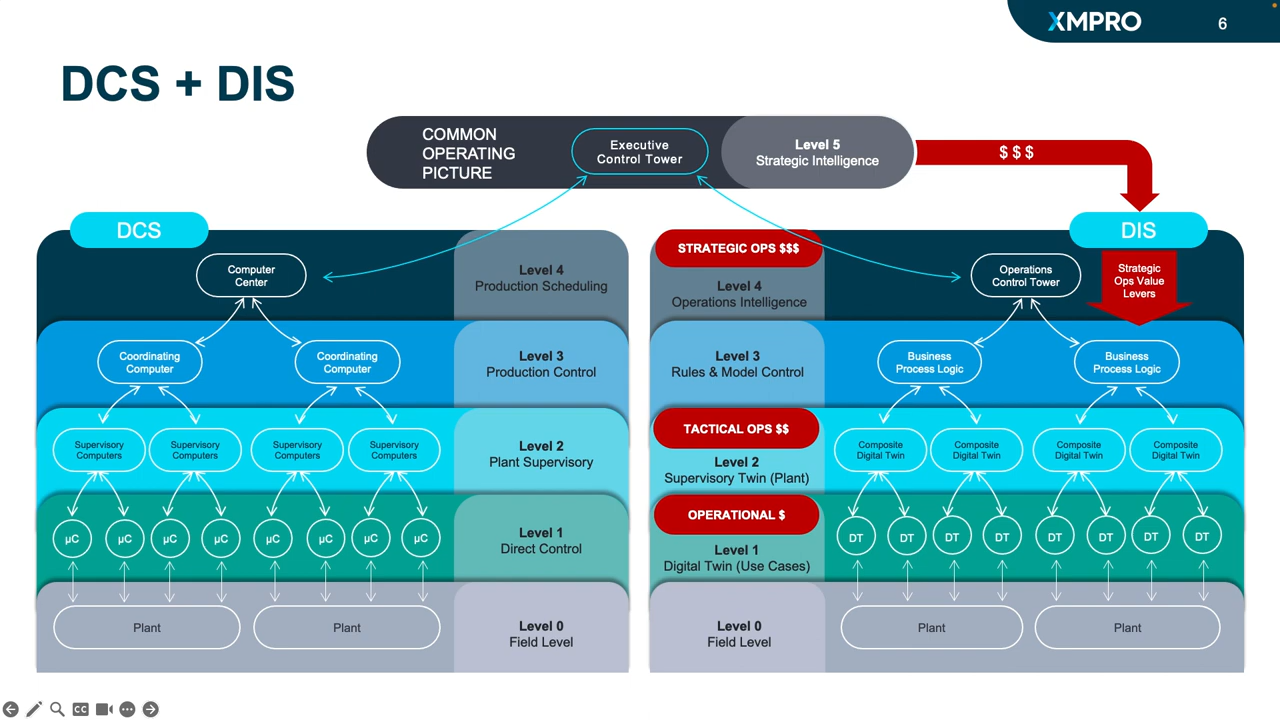 XMPRO
6
DCS + DIS
COMMON
OPERATING
PICTURE
Executive
Control Tower
Level 5
Strategic Intelligence
$ $ $
DCS
Computer
Center
Level 4
Production Scheduling
Coordinating
Computer
Coordinating
Computer
Level 3
Production Control
Supervisory
Computers
Supervisory
Computers
Supervisory
Computers
Supervisory
Computers
Level 2
Plant Supervisory
µC
µC
µC
µC
µC
µC
µC
µC
Level 1
Direct Control
Plant
Plant
Level 0
Field Level
DIS
STRATEGIC OPS $$$
Level 4
Operations Intelligence
Operations
Control Tower
Strategic
Ops Value
Levers
Level 3
Rules & Model Control
Business
Process Logic
Business
Process Logic
TACTICAL OPS $$
Level 2
Supervisory Twin (Plant)
Composite
Digital Twin
Composite
Digital Twin
Composite
Digital Twin
Composite
Digital Twin
OPERATIONAL $
Level 1
Digital Twin (Use Cases)
DT
DT
DT
DT
DT
DT
DT
DT
Level 0
Field Level
Plant
Plant
CC